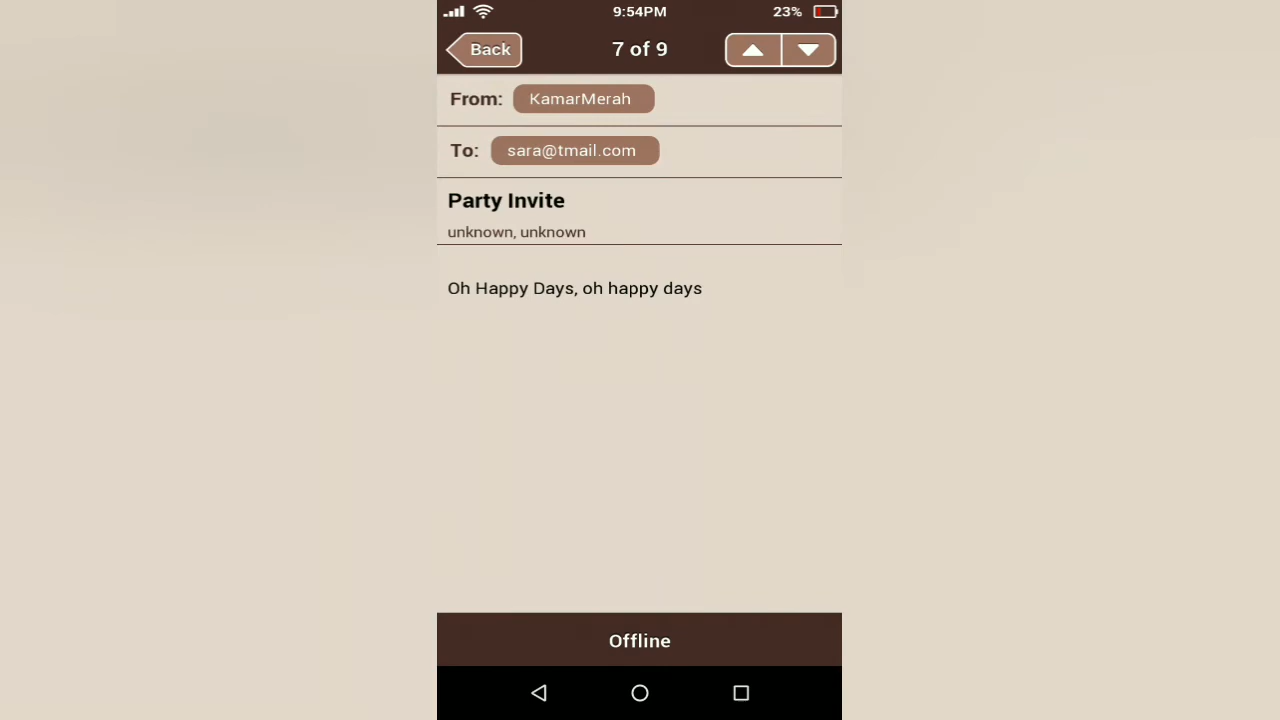 9:54PM 23%
Back 7 of 9
From: KamarMerah
To: sara@tmail.com
Party Invite
unknown, unknown
Oh Happy Days, oh happy days
Offline